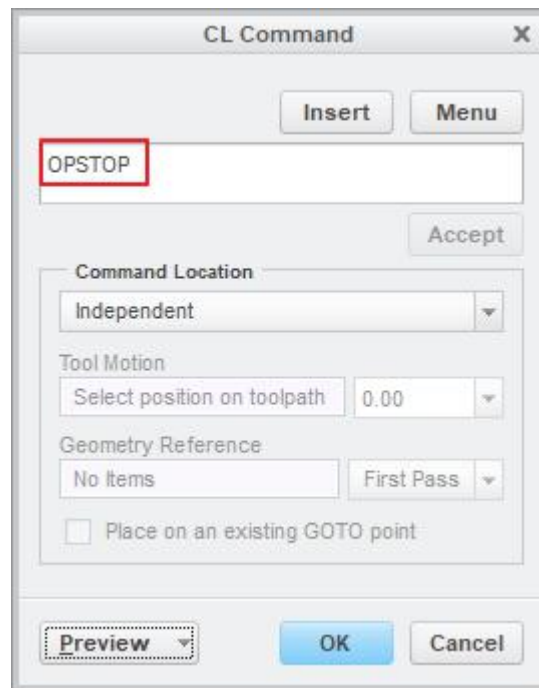 CL Command
Insert Menu
OPSTOP
Accept
Command Location
Independent
Tool Motion
Select position on toolpath 0.00
Geometry Reference
No Items First Pass
Place on an existing GOTO point
Preview OK Cancel